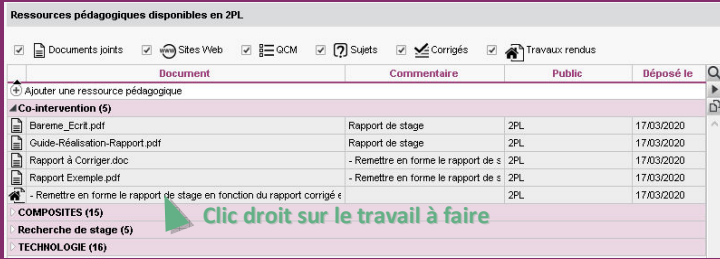 Ressources pédagogiques disponibles en 2PL
Documents joints www Sites Web QCM ? Sujets Corrigés Travaux rendus
Document Commentaire Public Déposé le
Ajouter une ressource pédagogique
Co-intervention (5)
Bareme_Ecrit.pdf Rapport de stage 2PL 17/03/2020
Guide-Réalisation-Rapport.pdf Rapport de stage 2PL 17/03/2020
Rapport à Corriger.doc - Remettre en forme le rapport de s 2PL 17/03/2020
Rapport Exemple.pdf - Remettre en forme le rapport de s 2PL 17/03/2020
- Remettre en forme le rapport de stage en fonction du rapport corrigé e 2PL 17/03/2020
COMPOSITES (15)
Clic droit sur le travail à faire
Recherche de stage (5)
TECHNOLOGIE (16)